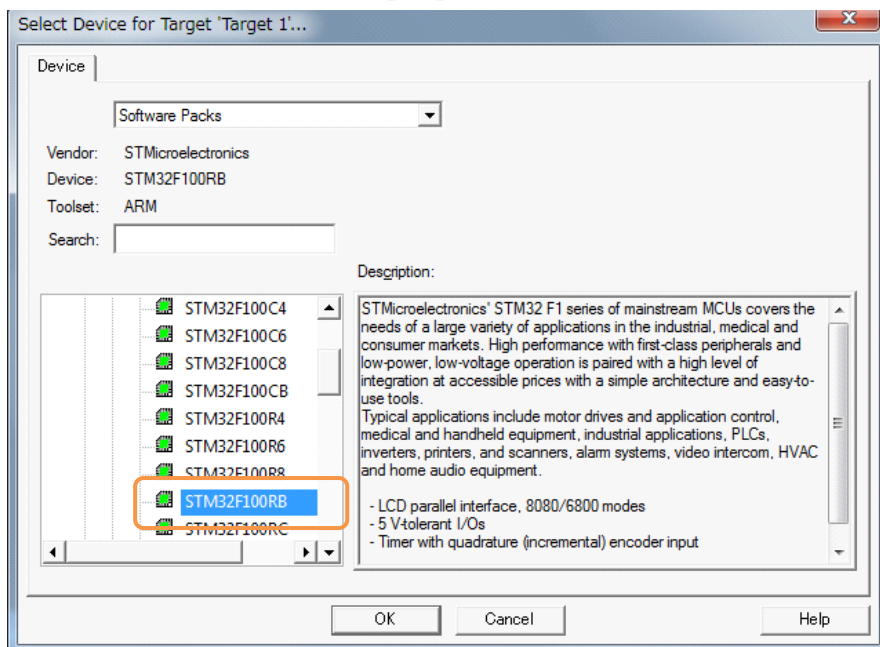 Select Device for Target 'Target 1'...
Device
Software Packs
Vendor: STMicroelectronics
Device: STM32F100RB
Toolset: ARM
Search:
Description:
STM32F100C4
STM32F100C6
STM32F100C8
STM32F100CB
STM32F100R4
STM32F100R6
STM32F100R8
STM32F100RB
STM32F100RC
STMicroelectronics' STM32 F1 series of mainstream MCUs covers the
needs of a large variety of applications in the industrial, medical and
consumer markets. High performance with first-class peripherals and
low-power, low-voltage operation is paired with a high level of
integration at accessible prices with a simple architecture and easy-to-
use tools.
Typical applications include motor drives and application control,
medical and handheld equipment, industrial applications, PLCs,
inverters, printers, and scanners, alarm systems, video intercom, HVAC
and home audio equipment.
- LCD parallel interface, 8080/6800 modes
- 5 V-tolerant I/Os
- Timer with quadrature (incremental) encoder input
OK
Cancel
Help